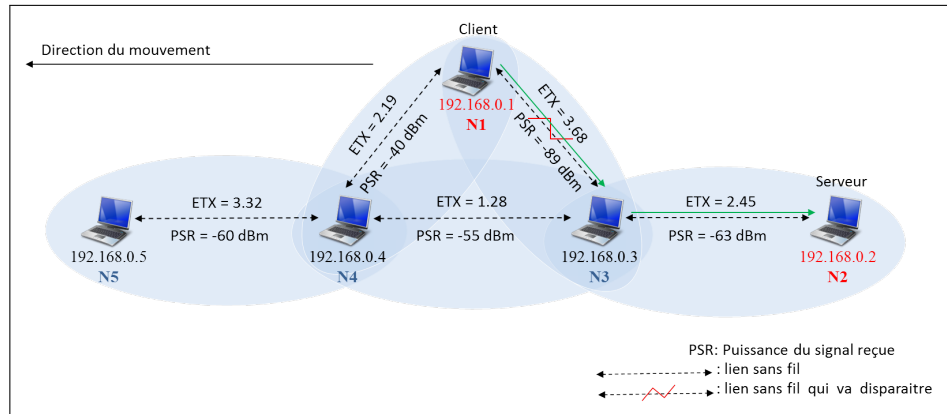 Client
Direction du mouvement
192.168.0.1
N1
ETX = 2.19
PSR = -40 dBm
ETX = 3.68
PSR = -89 dBm
Serveur
ETX = 3.32
PSR = -60 dBm
ETX = 1.28
PSR = -55 dBm
ETX = 2.45
PSR = -63 dBm
192.168.0.5
N5
192.168.0.4
N4
192.168.0.3
N3
192.168.0.2
N2
PSR: Puissance du signal reçue
: lien sans fil
: lien sans fil qui va disparaitre